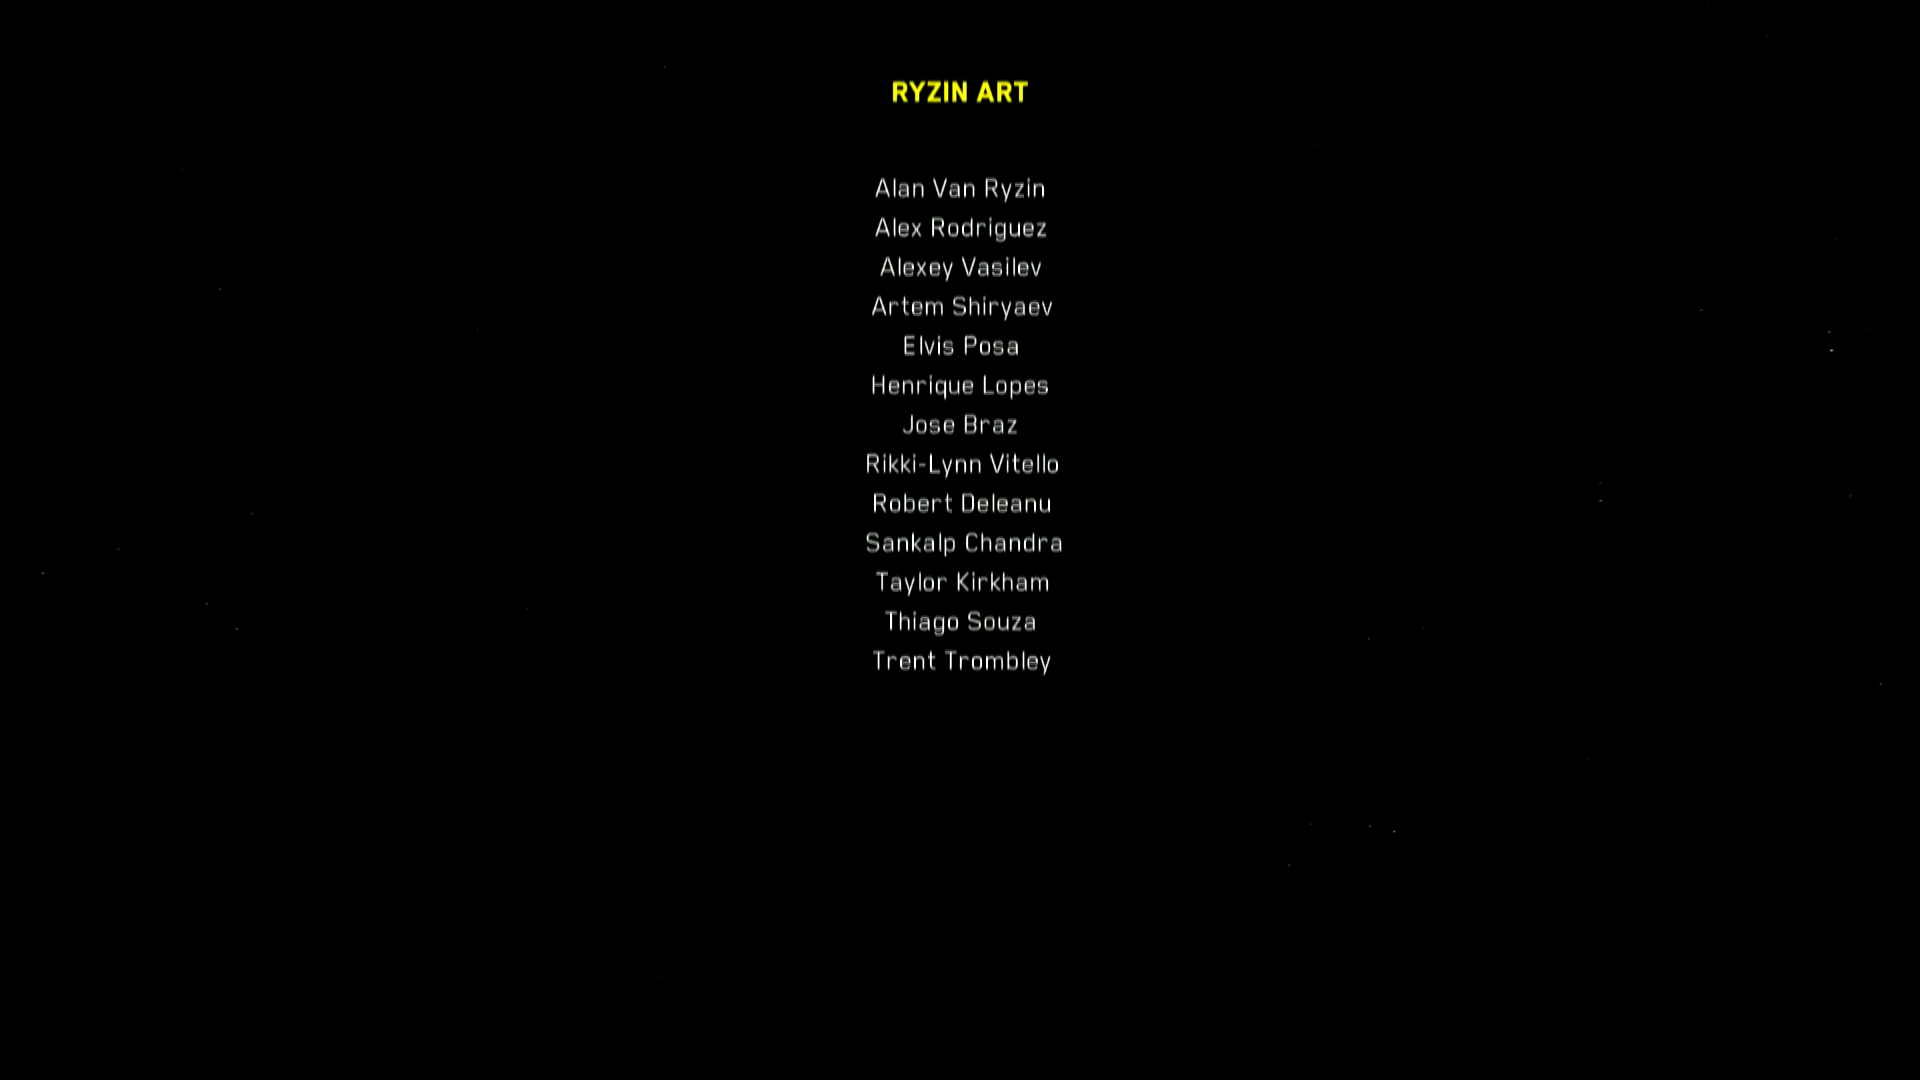 RYZIN ART
Alan Van Ryzin
Alex Rodriguez
Alexey Vasilev
Artem Shiryaev
Elvis Posa
Henrique Lopes
Jose Braz
Rikki-Lynn Vitello
Robert Deleanu
Sankalp Chandra
Taylor Kirkham
Thiago Souza
Trent Trombley